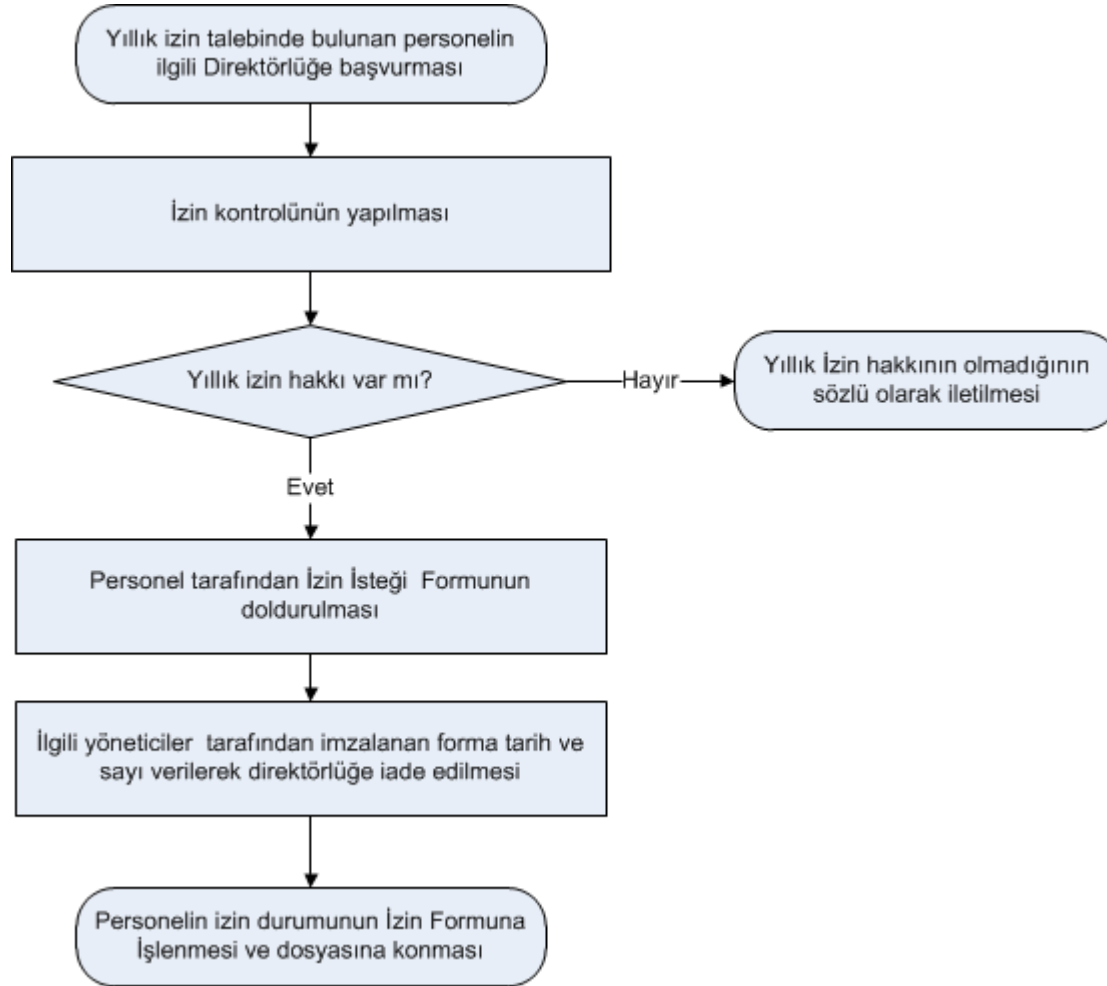 Yıllık izin talebinde bulunan personelin
ilgili Direktörlüğe başvurması
İzin kontrolünün yapılması
Yıllık izin hakkı var mı?
Hayır
Yıllık İzin hakkının olmadığının
sözlü olarak iletilmesi
Evet
Personel tarafından İzin İsteği Formunun
doldurulması
İlgili yöneticiler tarafından imzalanan forma tarih ve
sayı verilerek direktörlüğe iade edilmesi
Personelin izin durumunun İzin Formuna
İşlenmesi ve dosyasına konması